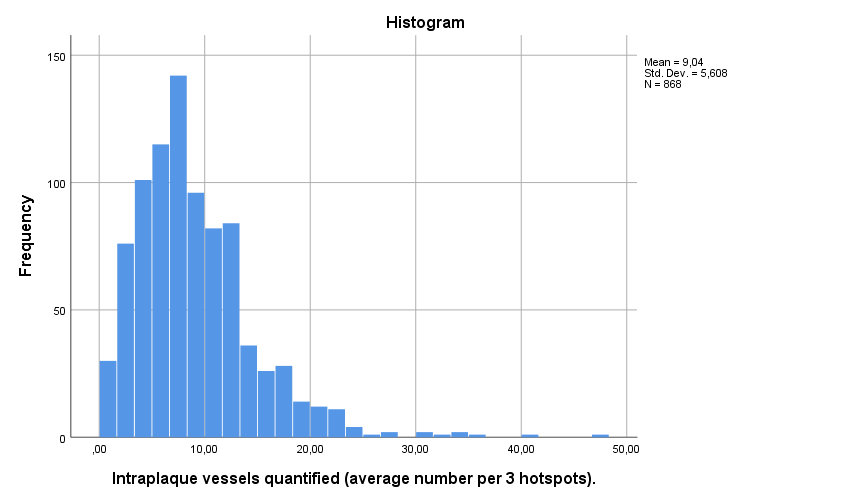 Histogram
Mean = 9,04
Std. Dev. = 5,608
N = 868
150
100
50
0
Frequency
,00
10,00
20,00
30,00
40,00
50,00
Intraplaque vessels quantified (average number per 3 hotspots).